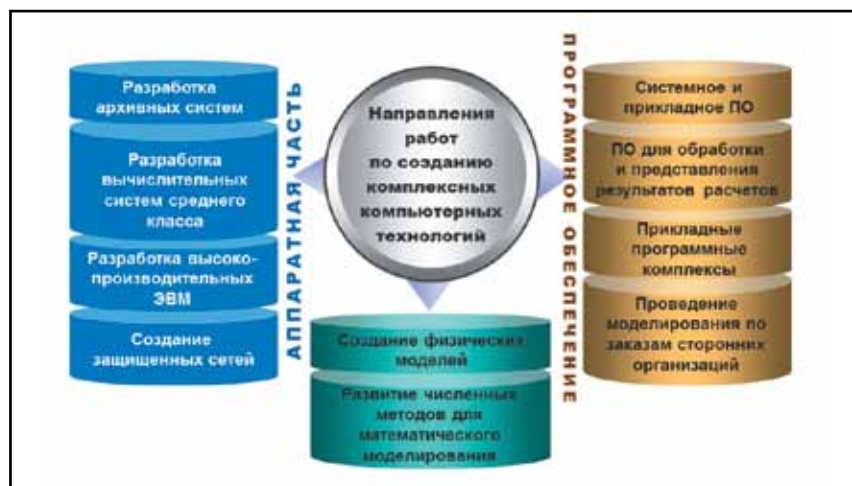 Разработка
архивных систем
Разработка
вычислительных
систем среднего
класса
Разработка высоко-
производительных
ЭВМ
Создание
защищенных сетей
АППАРАТНАЯ ЧАСТЬ
Направления
работ
по созданию
комплексных
компьютерных
технологий
Создание физических
моделей
Развитие численных
методов для
математического
моделирования
ПРОГРАММНОЕ ОБЕСПЕЧЕНИЕ
Системное и
прикладное ПО
ПО для обработки
и представления
результатов расчетов
Прикладные
программные
комплексы
Проведение
моделирования по
заказам сторонних
организаций